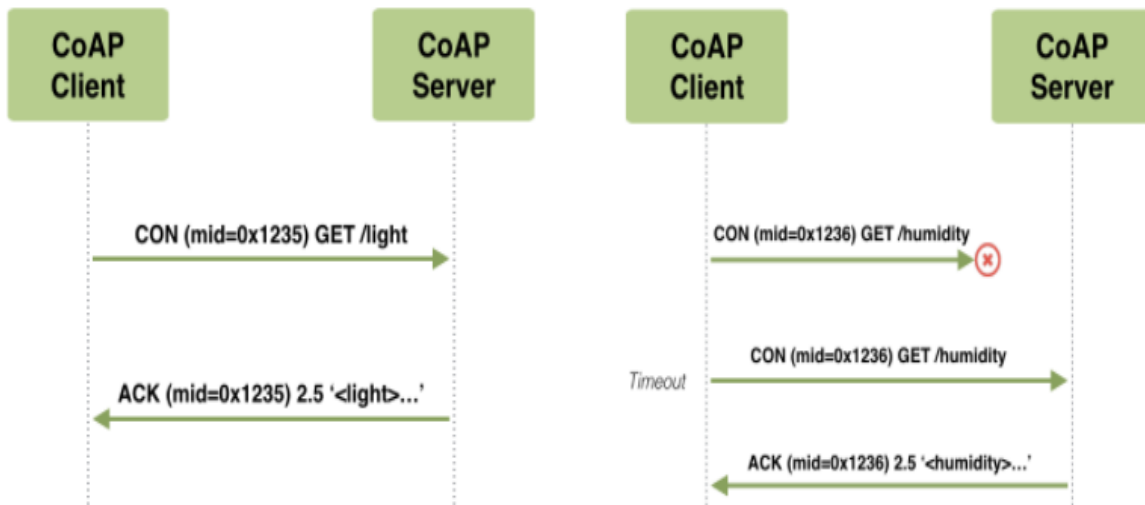 CoAP
Client
CoAP
Server
CON (mid=0x1235) GET /light
ACK (mid=0x1235) 2.5 ‘<light>…’
CoAP
Client
CoAP
Server
CON (mid=0x1236) GET /humidity
CON (mid=0x1236) GET /humidity
Timeout
ACK (mid=0x1236) 2.5 ‘<humidity>…’